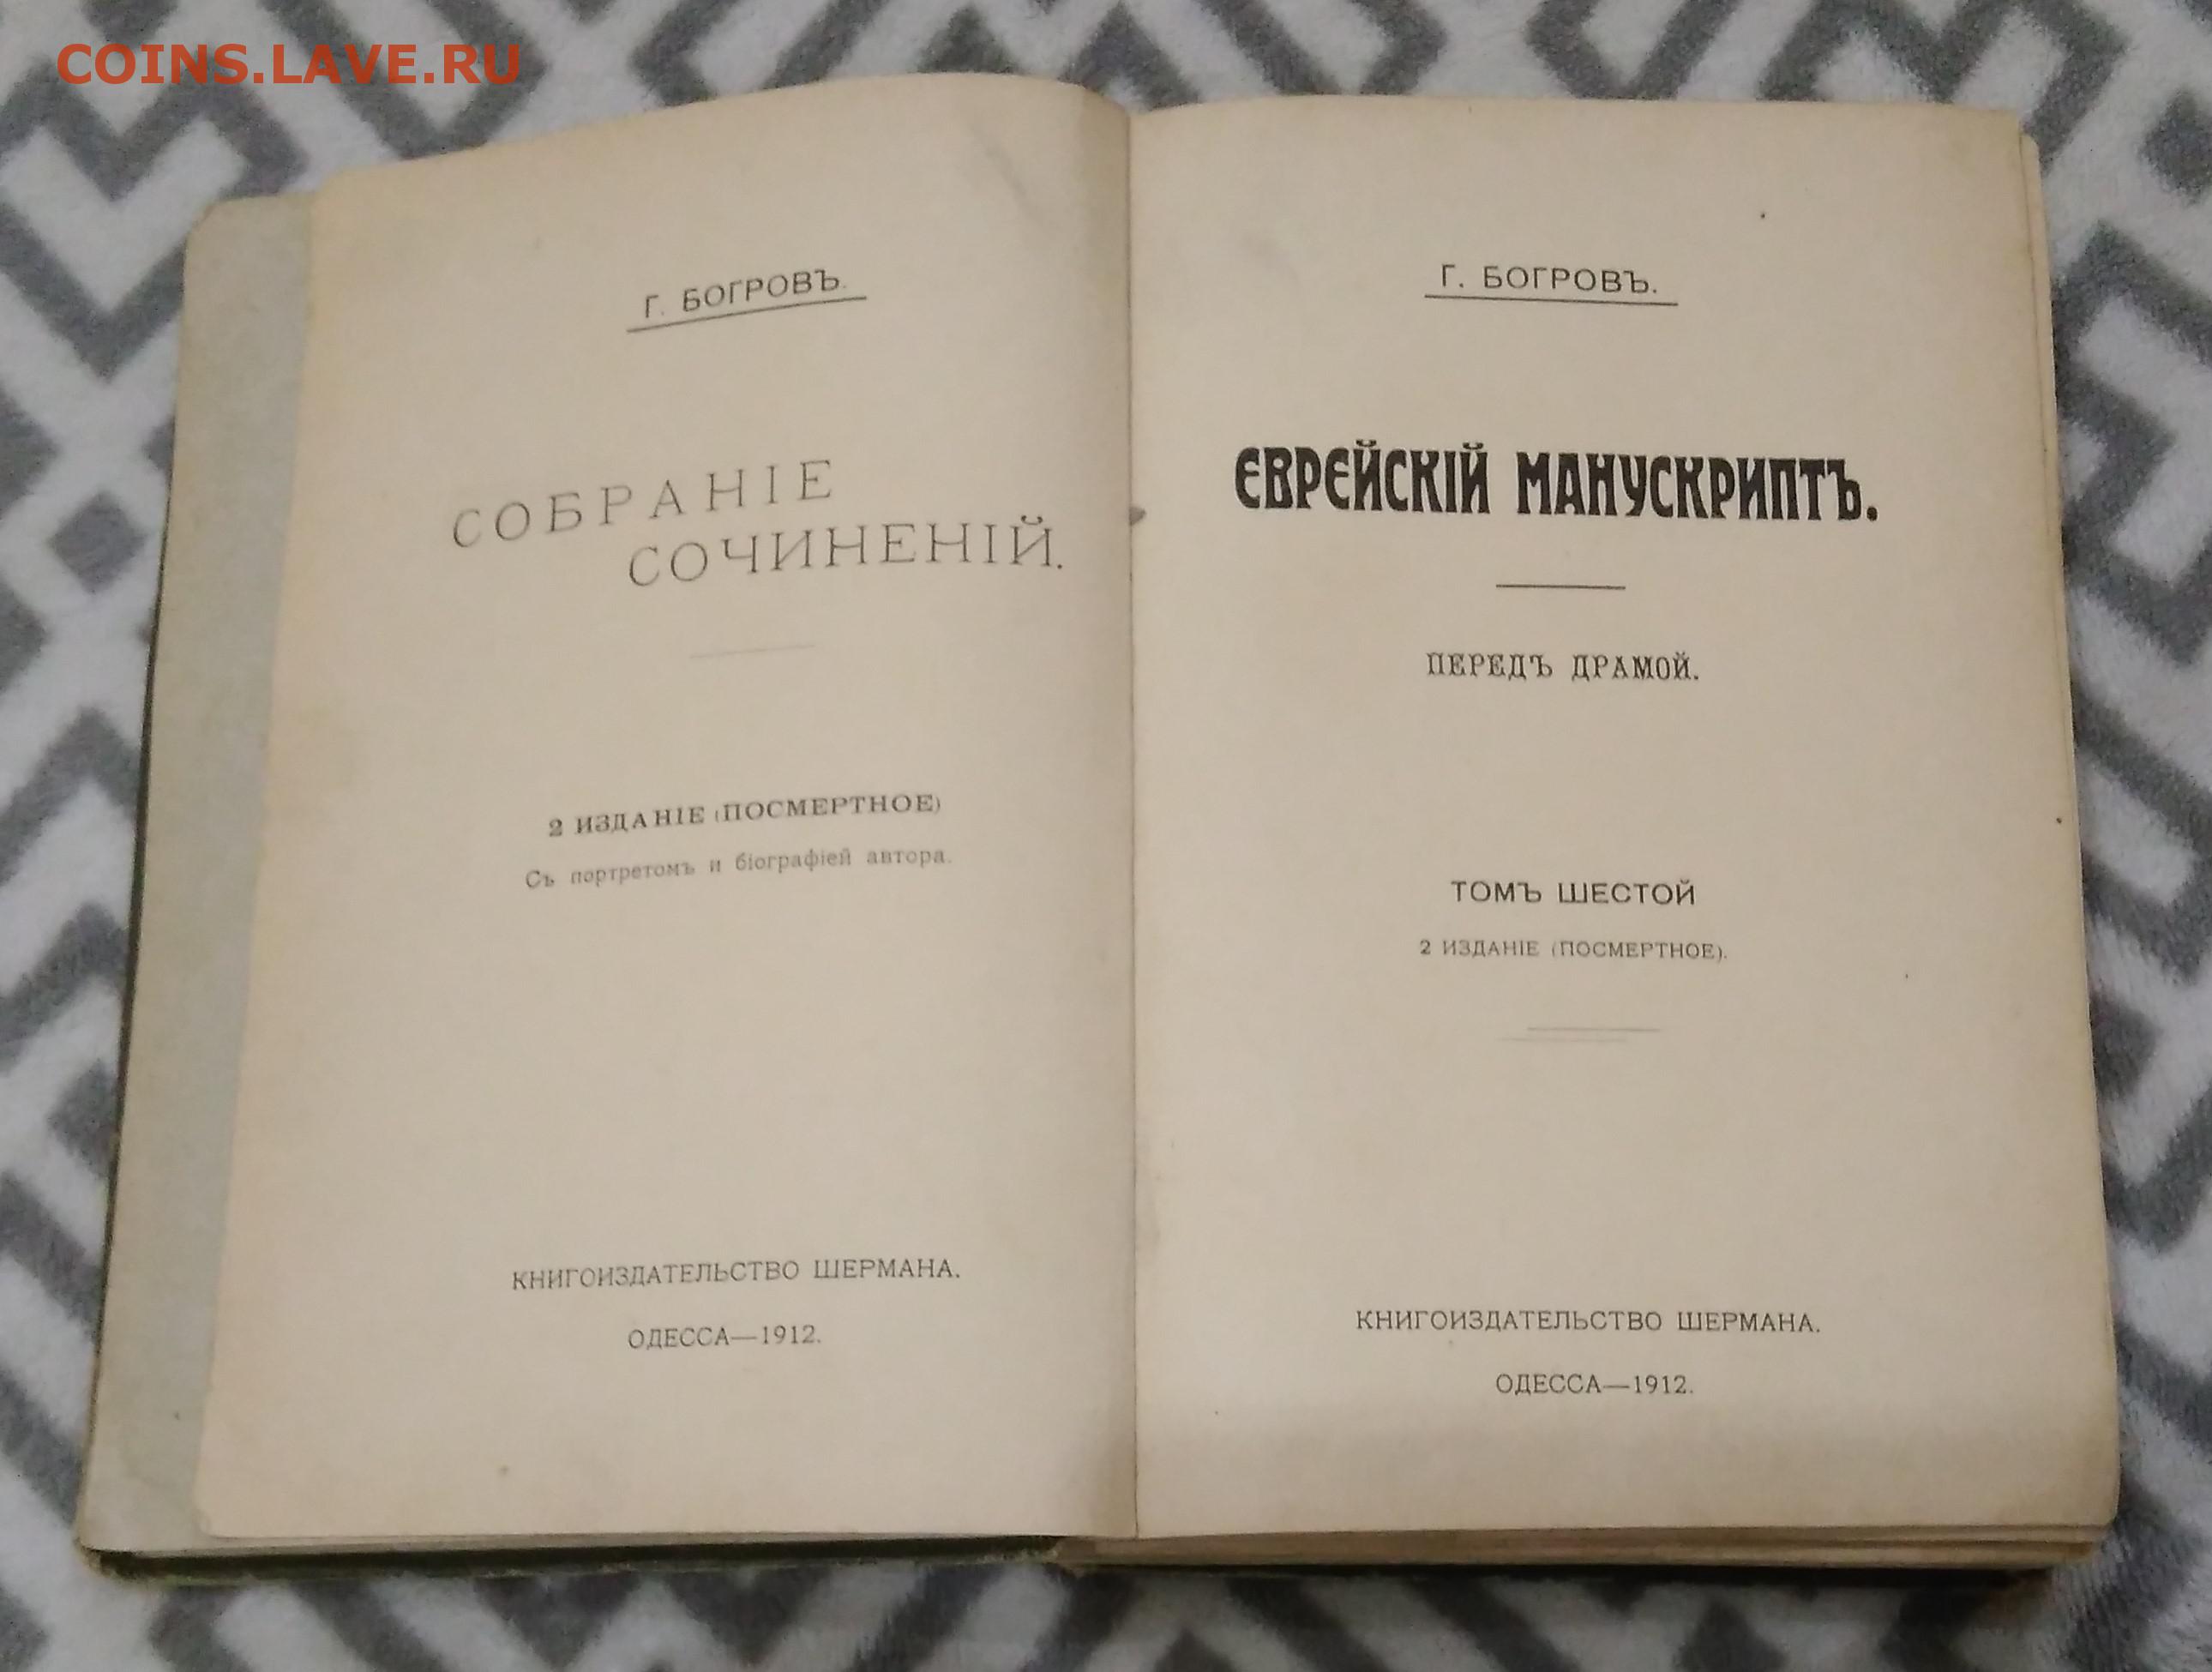 COINS.LAVE.RU
Г. БОГРОВЪ.
СОБРАНІЕ
СОЧИНЕНІЙ.
2 ИЗДАНІЕ (ПОСМЕРТНОЕ)
Съ портретомъ и біографіей автора.
КНИГОИЗДАТЕЛЬСТВО ШЕРМАНА.
ОДЕССА—1912.
Г. БОГРОВЪ.
ЕВРЕЙСКІЙ МАНУСКРИПТЪ.
ПЕРЕДЪ ДРАМОЙ.
ТОМЪ ШЕСТОЙ
2 ИЗДАНІЕ (ПОСМЕРТНОЕ).
КНИГОИЗДАТЕЛЬСТВО ШЕРМАНА.
ОДЕССА—1912.